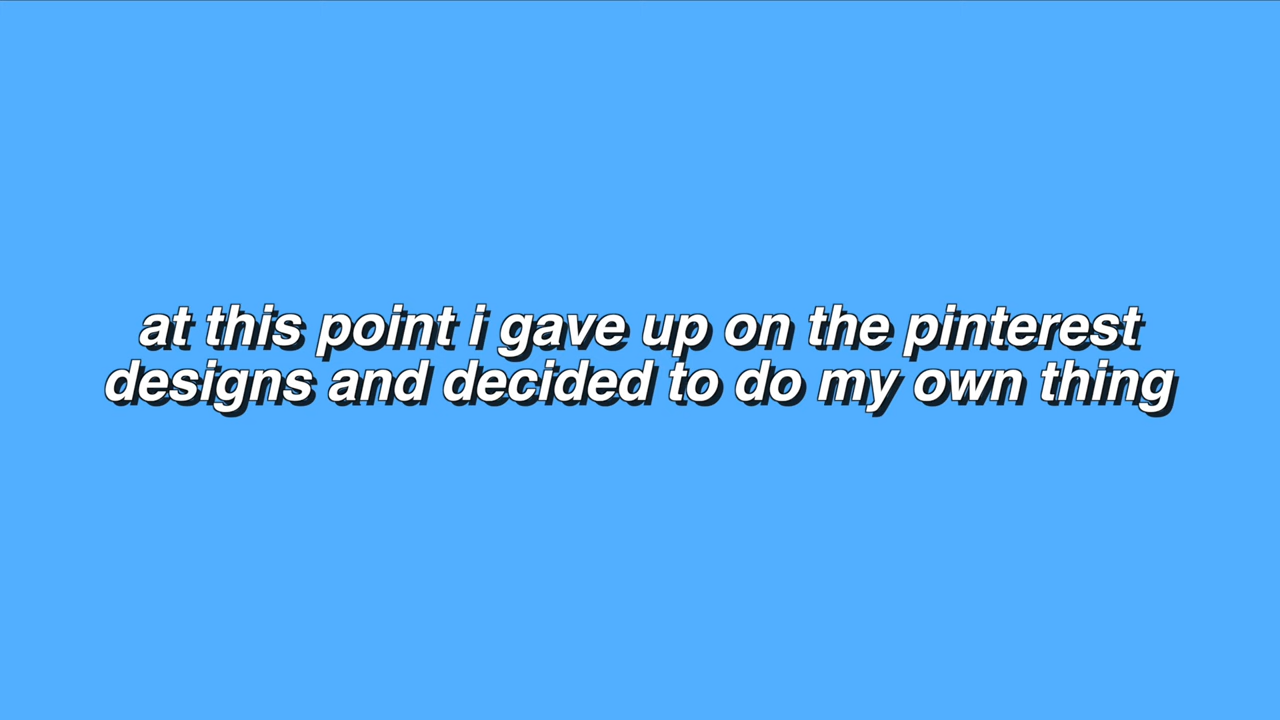 at this point i gave up on the pinterest
designs and decided to do my own thing